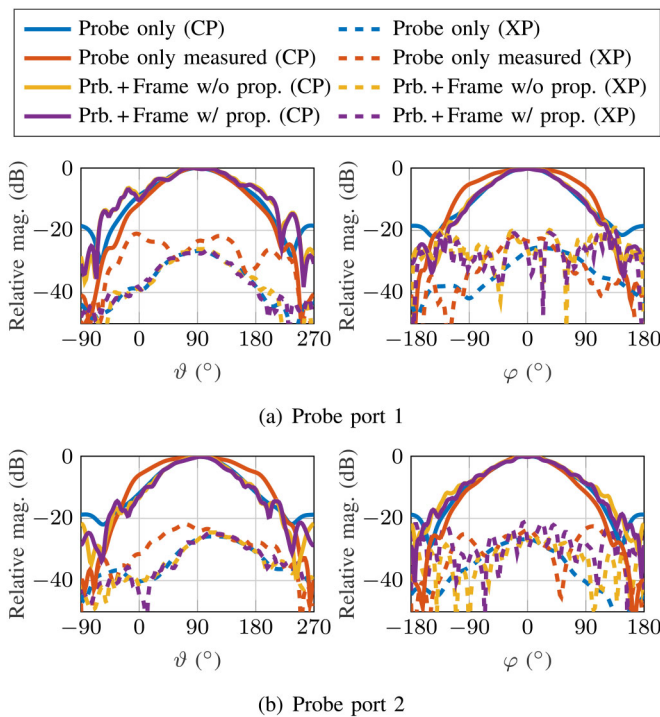 Probe only (CP) Probe only (XP)
Probe only measured (CP) Probe only measured (XP)
Prb. + Frame w/o prop. (CP) Prb. + Frame w/o prop. (XP)
Prb. + Frame w/ prop. (CP) Prb. + Frame w/ prop. (XP)
Relative mag. (dB)
0
−20
−40
−90 0 90 180 270
ϑ (°)
Relative mag. (dB)
0
−20
−40
−180 −90 0 90 180
φ (°)
(a) Probe port 1
Relative mag. (dB)
0
−20
−40
−90 0 90 180 270
ϑ (°)
Relative mag. (dB)
0
−20
−40
−180 −90 0 90 180
φ (°)
(b) Probe port 2